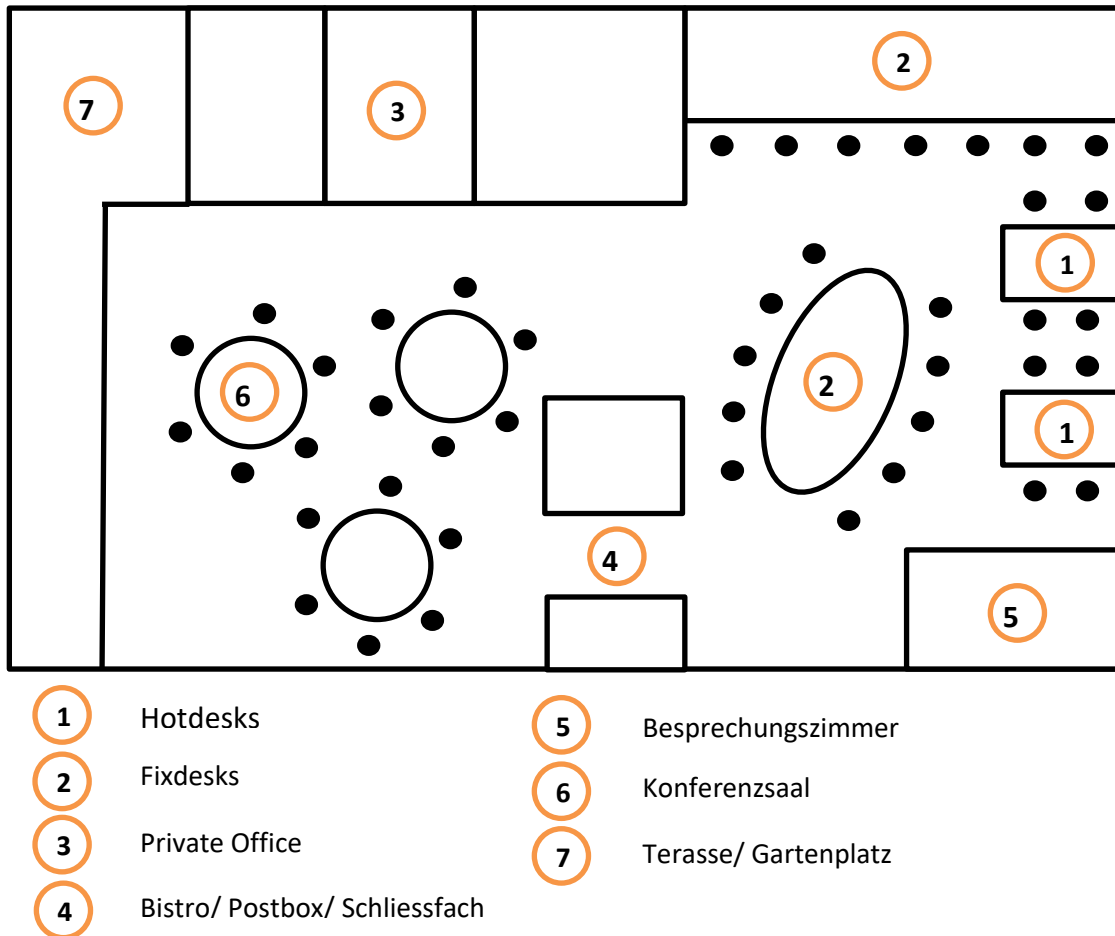 2
7
3
1
6
2
1
4
5
1 Hotdesks
2 Fixdesks
3 Private Office
4 Bistro/ Postbox/ Schliessfach
5 Besprechungszimmer
6 Konferenzsaal
7 Terasse/ Gartenplatz